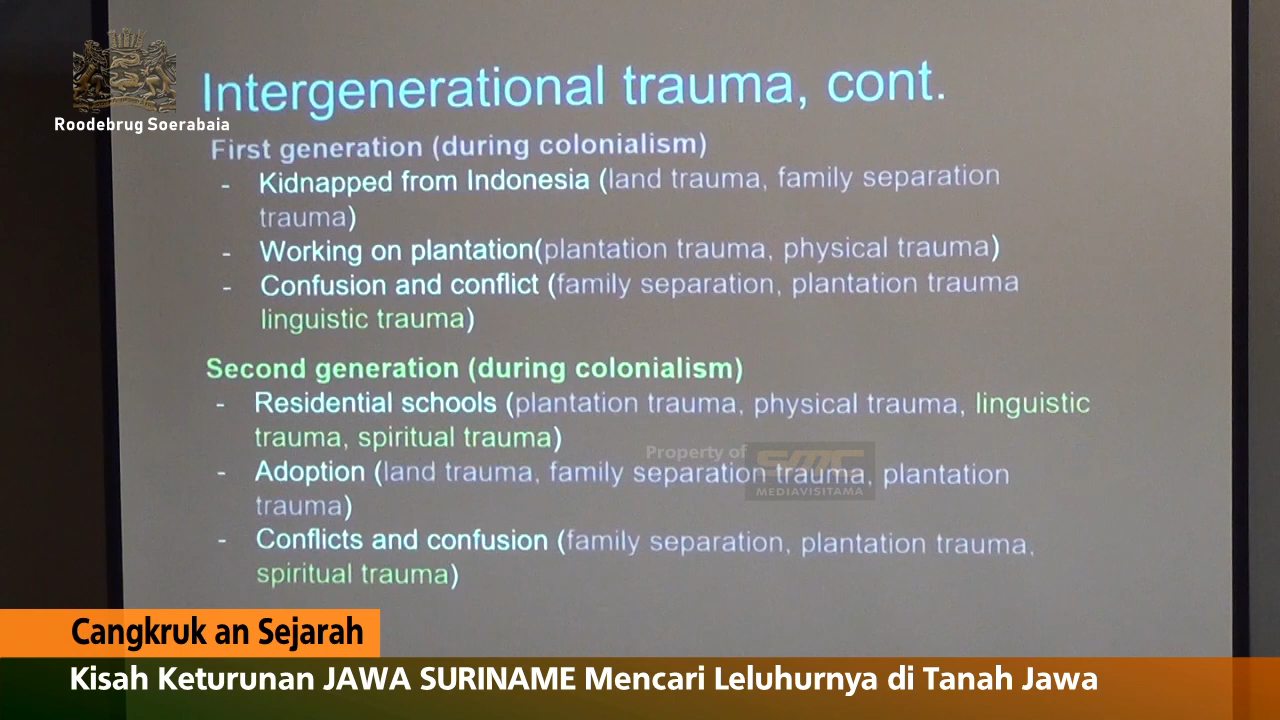 Roodebrug Soerabaia
Intergenerational trauma, cont.
First generation (during colonialism)
- Kidnapped from Indonesia (land trauma, family separation
trauma)
- Working on plantation(plantation trauma, physical trauma)
- Confusion and conflict (family separation, plantation trauma
linguistic trauma)
Second generation (during colonialism)
- Residential schools (plantation trauma, physical trauma, linguistic
trauma, spiritual trauma)
- Adoption (land trauma, family separation trauma, plantation
trauma)
- Conflicts and confusion (family separation, plantation trauma,
spiritual trauma)
Property of SMC
MEDIAVISITAMA
Cangkruk an Sejarah
Kisah Keturunan JAWA SURINAME Mencari Leluhurnya di Tanah Jawa